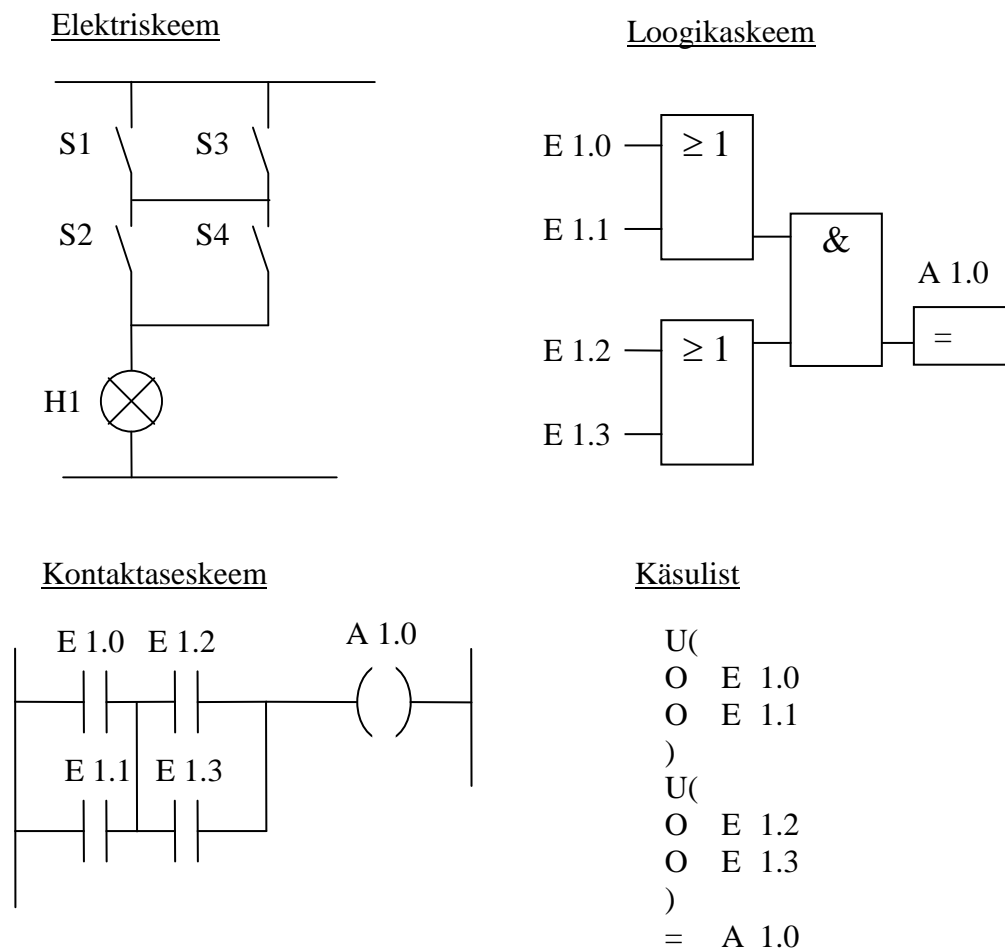 Elektriskeem
S1 S3
S2 S4
H1
Loogikaskeem
E 1.0 ≥ 1
E 1.1
&
A 1.0
=
E 1.2 ≥ 1
E 1.3
Kontaktaseskeem
E 1.0 E 1.2 A 1.0
E 1.1 E 1.3
Käsulist
U(
O E 1.0
O E 1.1
)
U(
O E 1.2
O E 1.3
)
= A 1.0